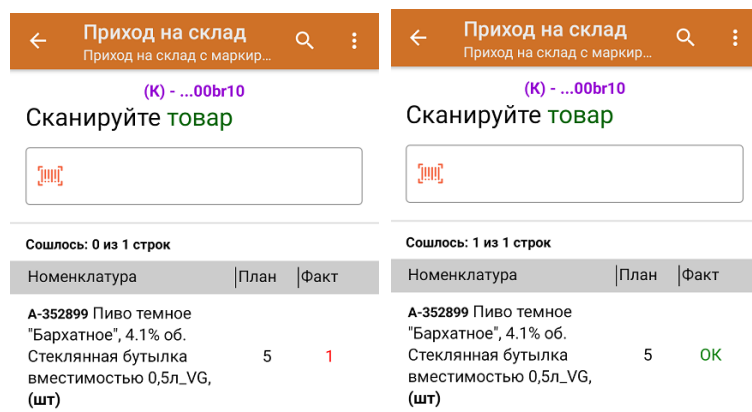 Приход на склад
Приход на склад с маркир...
(К) - ...00br10
Сканируйте товар
Сошлось: 0 из 1 строк
Номенклатура План Факт
А-352899 Пиво темное
"Бархатное", 4.1% об.
Стеклянная бутылка 5 1
вместимостью 0,5л_VG,
(шт)
Приход на склад
Приход на склад с маркир...
(К) - ...00br10
Сканируйте товар
Сошлось: 1 из 1 строк
Номенклатура План Факт
А-352899 Пиво темное
"Бархатное", 4.1% об.
Стеклянная бутылка 5 ОК
вместимостью 0,5л_VG,
(шт)